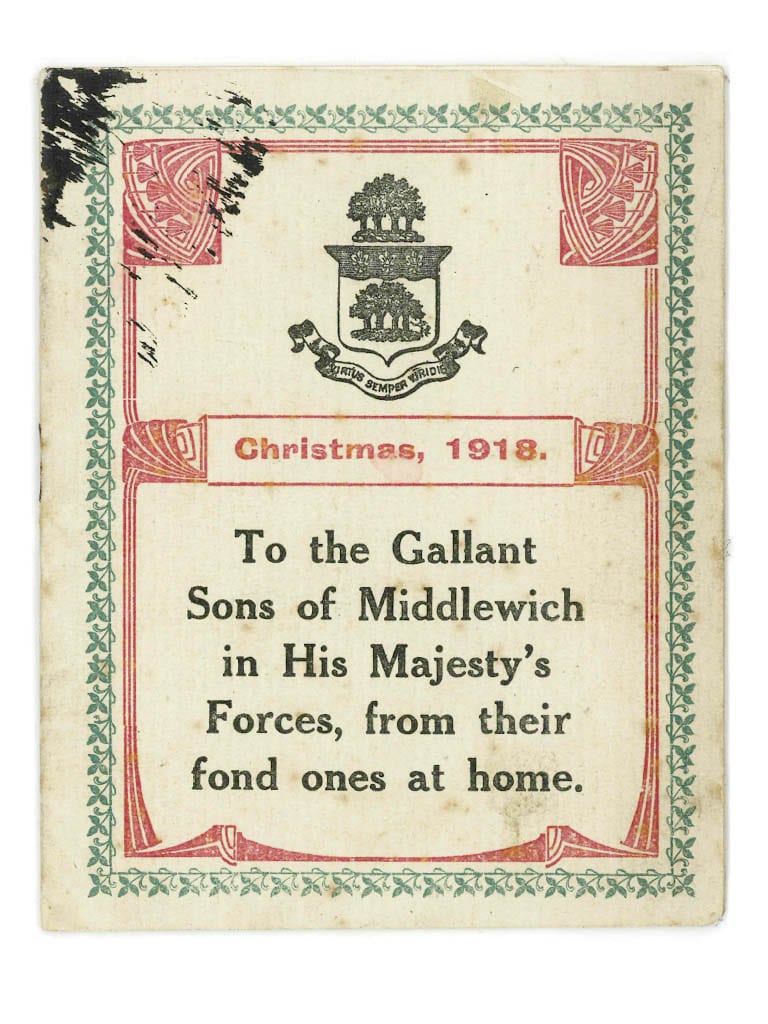 VIRTUS SEMPER VIRIDIS
Christmas, 1918.
To the Gallant
Sons of Middlewich
in His Majesty's
Forces, from their
fond ones at home.